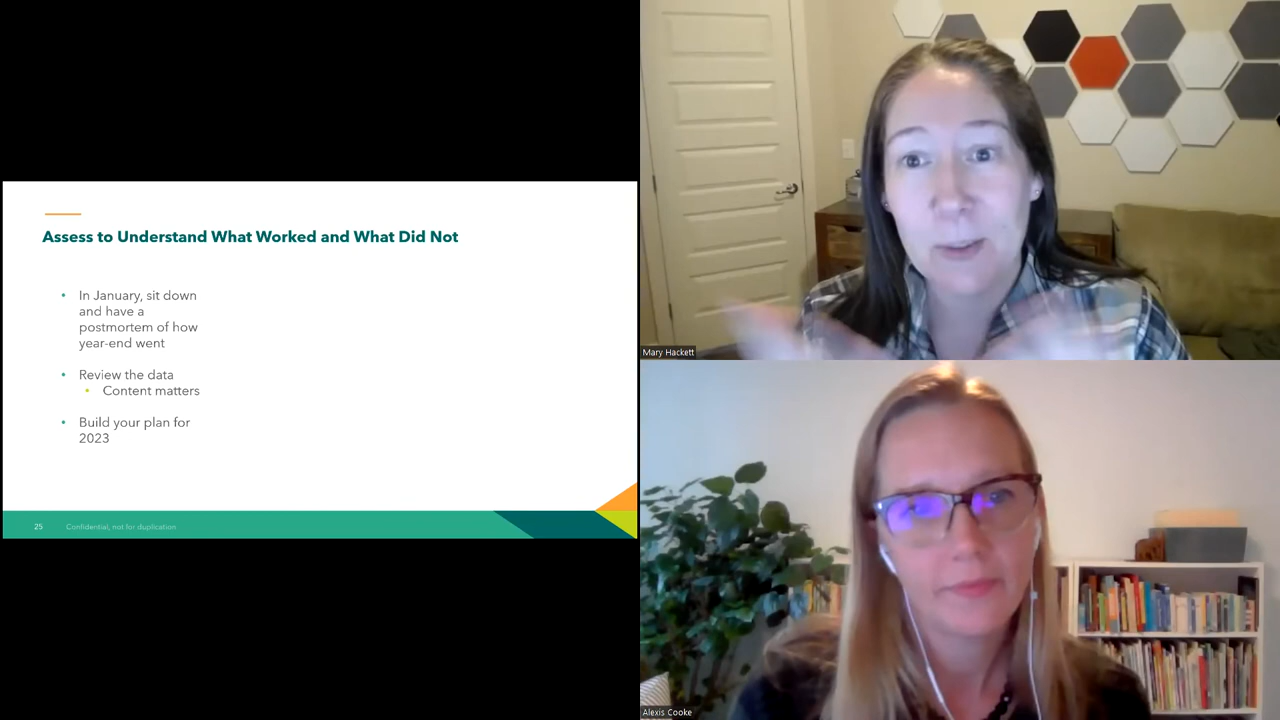 Assess to Understand What Worked and What Did Not
• In January, sit down
and have a
postmortem of how
year-end went
• Review the data
• Content matters
• Build your plan for
2023
25 Confidential, not for duplication
Mary Hackett
Alexis Cooke